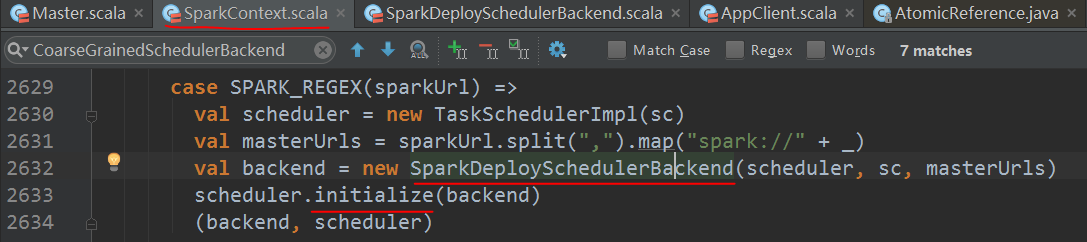 Master.scala × SparkContext.scala × SparkDeploySchedulerBackend.scala × AppClient.scala × AtomicReference.java ×
CoarseGrainedSchedulerBackend Match Case Regex Words 7 matches
2629 case SPARK_REGEX(sparkUrl) =>
2630 val scheduler = new TaskSchedulerImpl(sc)
2631 val masterUrls = sparkUrl.split(",").map("spark://" + _)
2632 val backend = new SparkDeploySchedulerBackend(scheduler, sc, masterUrls)
2633 scheduler.initialize(backend)
2634 (backend, scheduler)